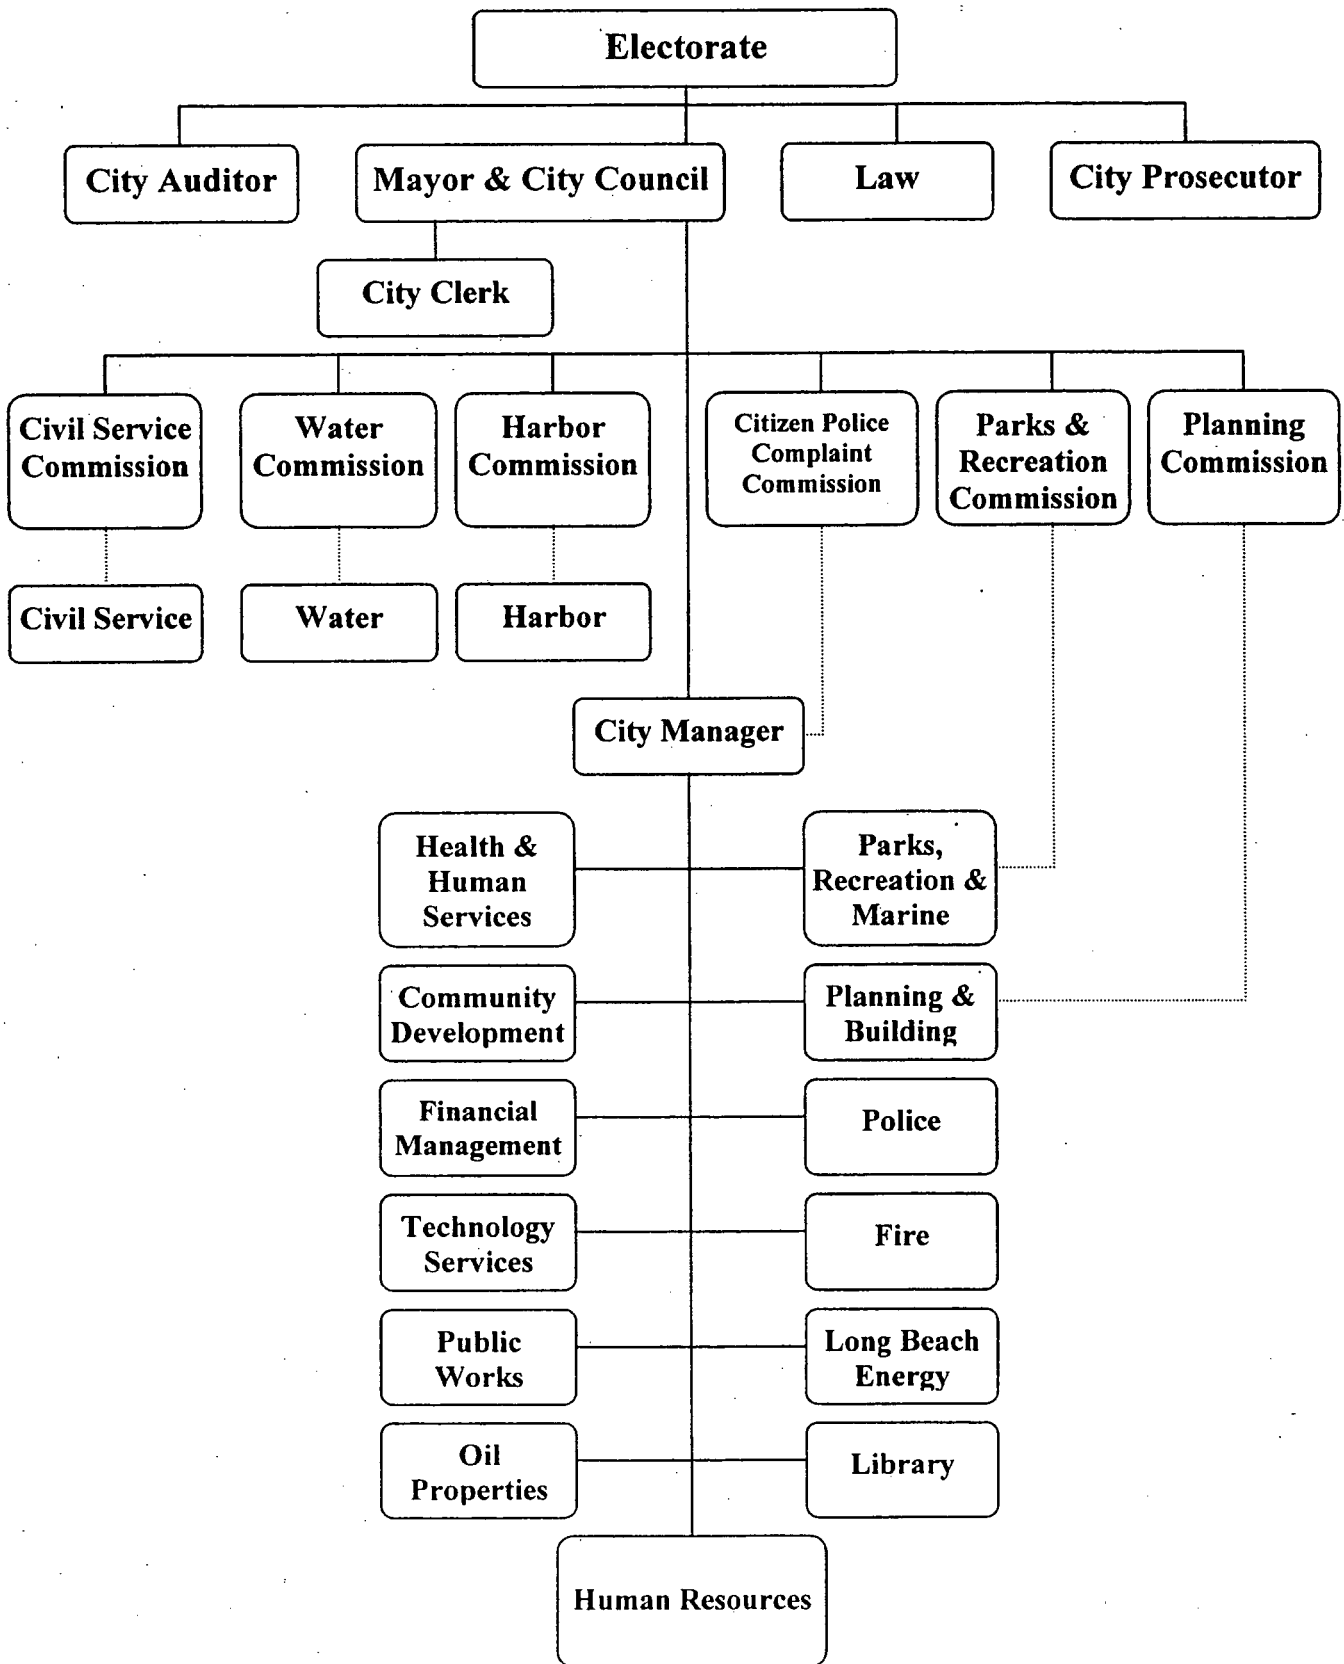 Electorate
City Auditor
Mayor & City Council
Law
City Prosecutor
City Clerk
Civil Service
Commission
Water
Commission
Harbor
Commission
Citizen Police
Complaint
Commission
Parks &
Recreation
Commission
Planning
Commission
Civil Service
Water
Harbor
City Manager
Health &
Human
Services
Parks,
Recreation &
Marine
Community
Development
Planning &
Building
Financial
Management
Police
Technology
Services
Fire
Public
Works
Long Beach
Energy
Oil
Properties
Library
Human Resources